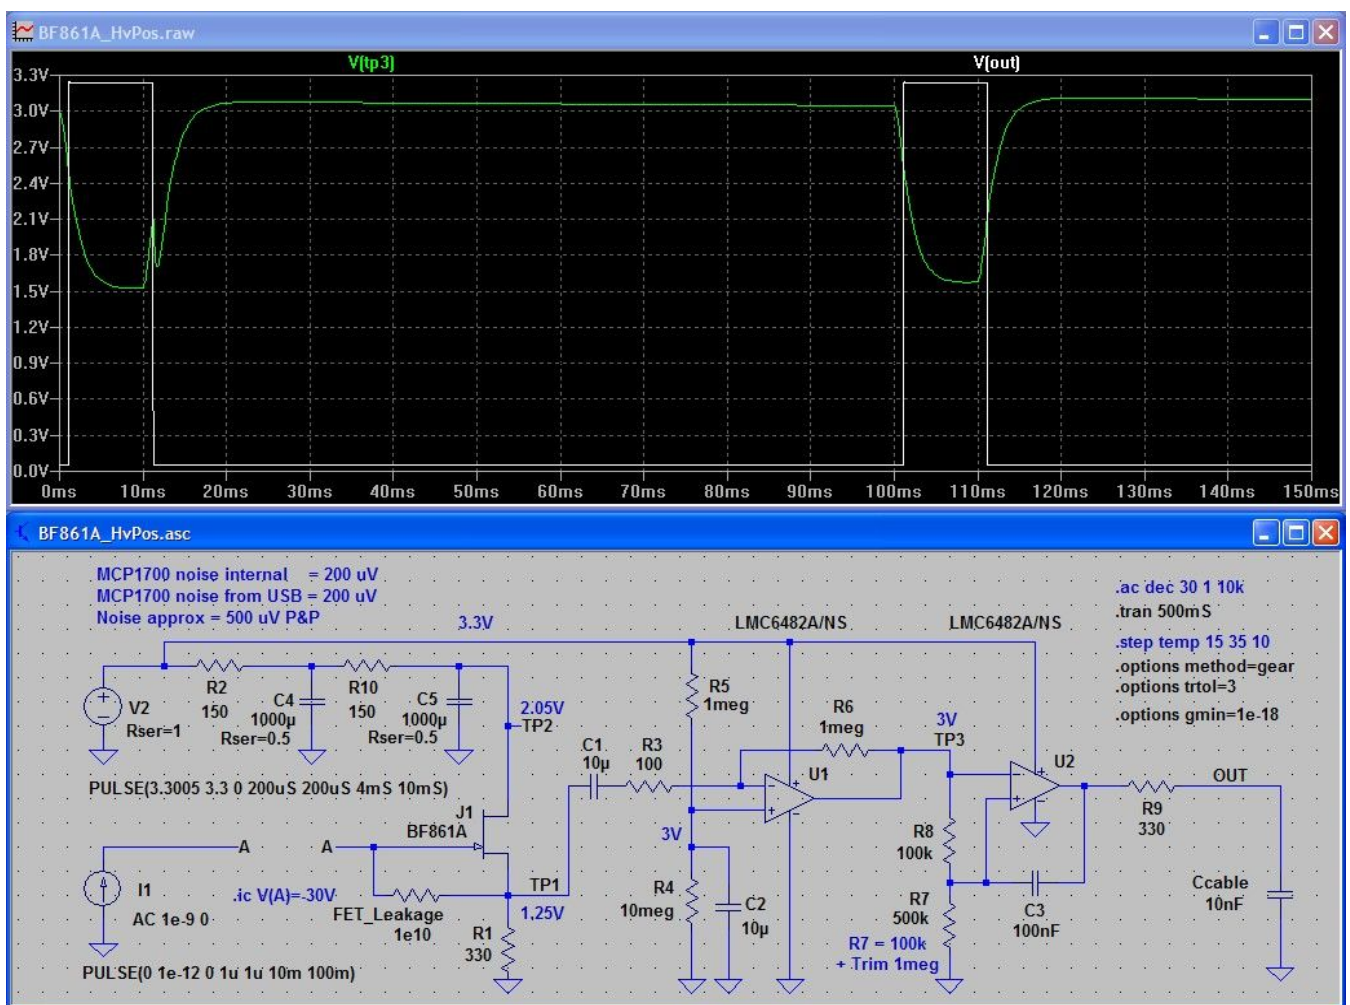 BF861A_HvPos.raw
V(tp3)
V(out)
3.3V
3.0V
2.7V
2.4V
2.1V
1.8V
1.5V
1.2V
0.9V
0.6V
0.3V
0.0V
0ms 10ms 20ms 30ms 40ms 50ms 60ms 70ms 80ms 90ms 100ms 110ms 120ms 130ms 140ms 150ms
BF861A_HvPos.asc
MCP1700 noise internal = 200 uV
MCP1700 noise from USB = 200 uV
Noise approx = 500 uV P&P
3.3V
LMC6482A/NS
LMC6482A/NS
.ac dec 30 1 10k
.tran 500mS
.step temp 15 35 10
.options method=gear
.options trtol=3
.options gmin=1e-18
V2
Rser=1
R2
150
C4
1000µ
Rser=0.5
R10
150
C5
1000µ
Rser=0.5
2.05V
TP2
PULSE(3.3005 3.3 0 200uS 200uS 4mS 10mS)
J1
BF861A
A
A
I1
AC 1e-9 0
.ic V(A)=-30V
FET_Leakage
1e10
TP1
1,25V
R1
330
PULSE(0 1e-12 0 1u 1u 10m 100m)
C1
10µ
R3
100
R5
1meg
R6
1meg
U1
3V
R4
10meg
C2
10µ
3V
TP3
U2
R8
100k
R7
500k
R7 = 100k
+ Trim 1meg
C3
100nF
R9
330
OUT
Ccable
10nF